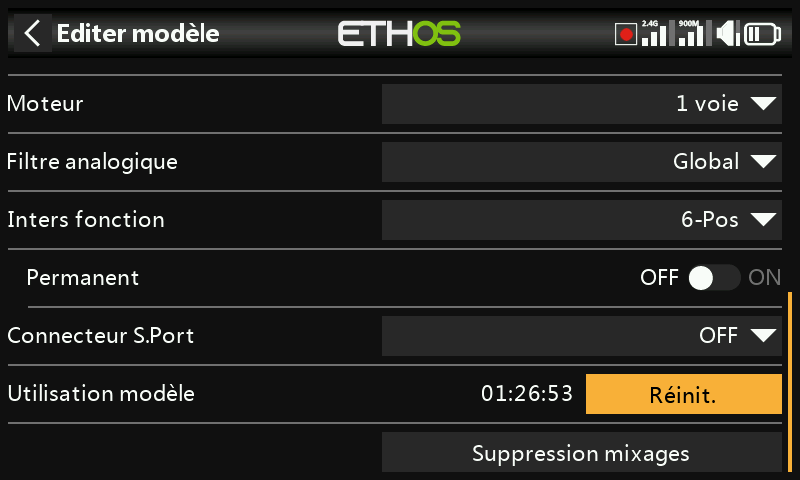 Editer modèle
ETHOS
2.4G
900M
Moteur
1 voie
Filtre analogique
Global
Inters fonction
6-Pos
Permanent
OFF
ON
Connecteur S.Port
OFF
Utilisation modèle
01:26:53
Réinit.
Suppression mixages